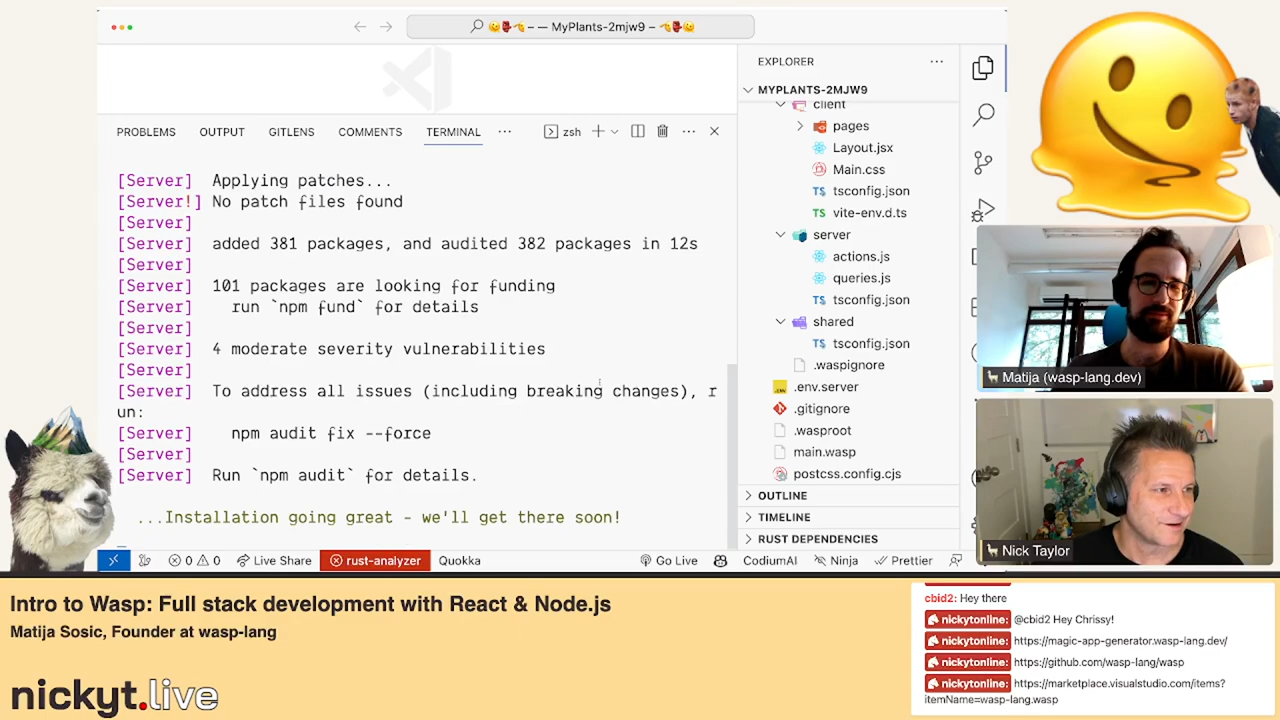 MyPlants-2mjw9
PROBLEMS OUTPUT GITLENS COMMENTS TERMINAL ··· zsh
[Server] Applying patches...
[Server!] No patch files found
[Server]
[Server] added 381 packages, and audited 382 packages in 12s
[Server]
[Server] 101 packages are looking for funding
[Server] run `npm fund` for details
[Server]
[Server] 4 moderate severity vulnerabilities
[Server]
[Server] To address all issues (including breaking changes), r
un:
[Server] npm audit fix --force
[Server]
[Server] Run `npm audit` for details.
...Installation going great - we'll get there soon!
EXPLORER ···
MYPLANTS-2MJW9
client
pages
Layout.jsx
Main.css
TS tsconfig.json
TS vite-env.d.ts
server
actions.js
queries.js
TS tsconfig.json
shared
TS tsconfig.json
.waspignore
.env.server
.gitignore
.wasproot
main.wasp
postcss.config.cjs
OUTLINE
TIMELINE
RUST DEPENDENCIES
0 0 Live Share rust-analyzer Quokka Go Live CodiumAI Ninja Prettier
Matija (wasp-lang.dev)
Nick Taylor
Intro to Wasp: Full stack development with React & Node.js
Matija Sosic, Founder at wasp-lang
nickyt.live
cbid2: Hey there
nickytonline: @cbid2 Hey Chrissy!
nickytonline: https://magic-app-generator.wasp-lang.dev/
nickytonline: https://github.com/wasp-lang/wasp
nickytonline: https://marketplace.visualstudio.com/items?
itemName=wasp-lang.wasp